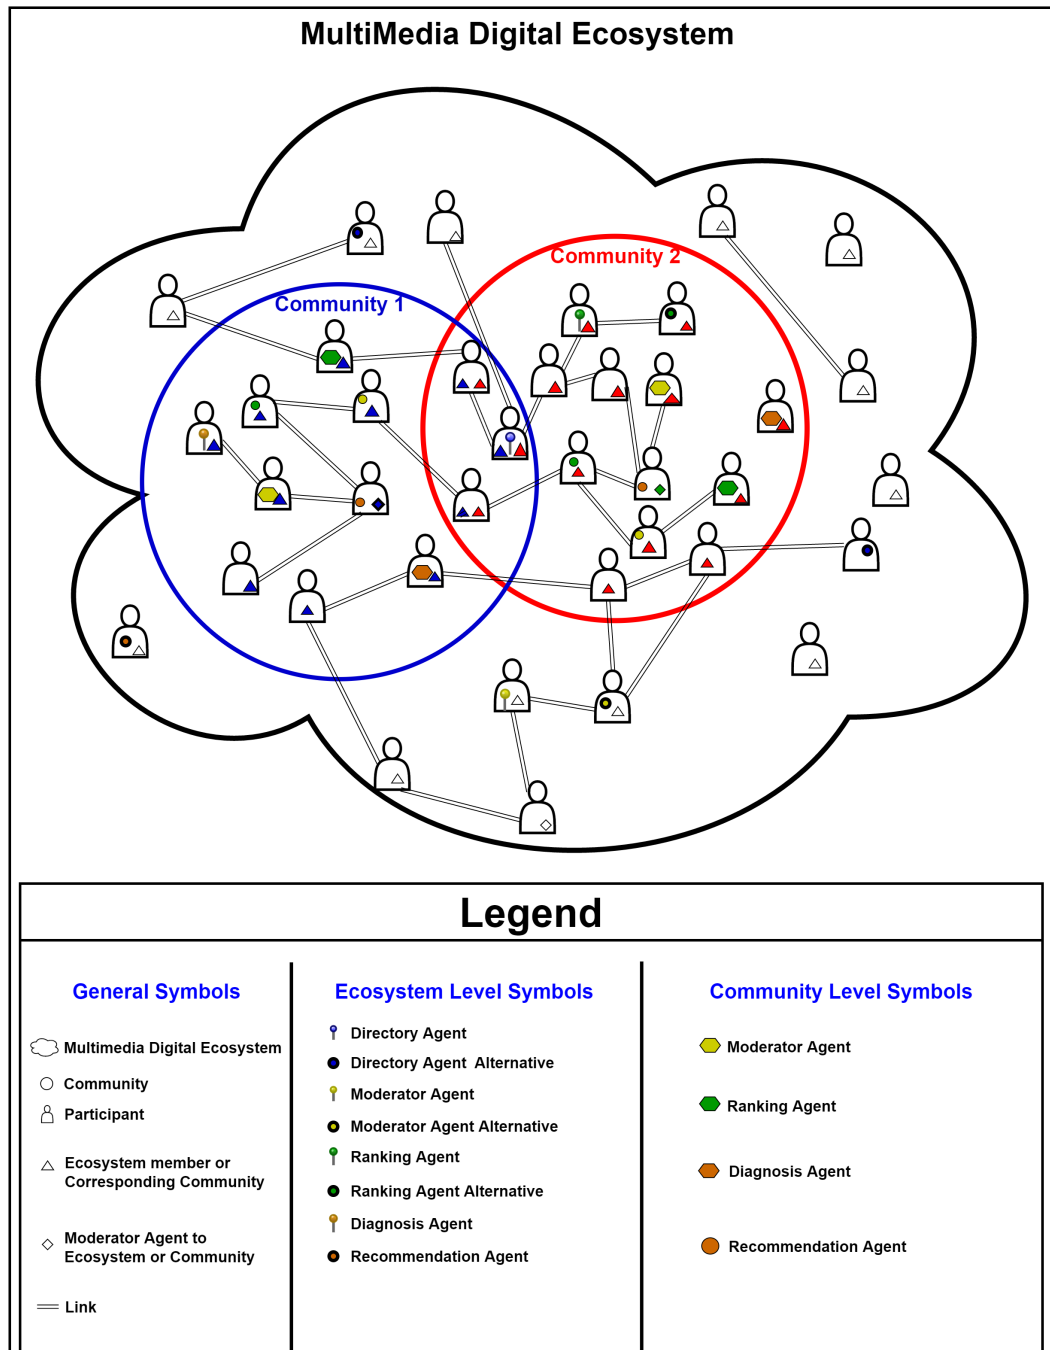 MultiMedia Digital Ecosystem
Community 2
Community 1
Legend
General Symbols
Multimedia Digital Ecosystem
Community
Participant
Ecosystem member or
Corresponding Community
Moderator Agent to
Ecosystem or Community
Link
Ecosystem Level Symbols
Directory Agent
Directory Agent Alternative
Moderator Agent
Moderator Agent Alternative
Ranking Agent
Ranking Agent Alternative
Diagnosis Agent
Recommendation Agent
Community Level Symbols
Moderator Agent
Ranking Agent
Diagnosis Agent
Recommendation Agent